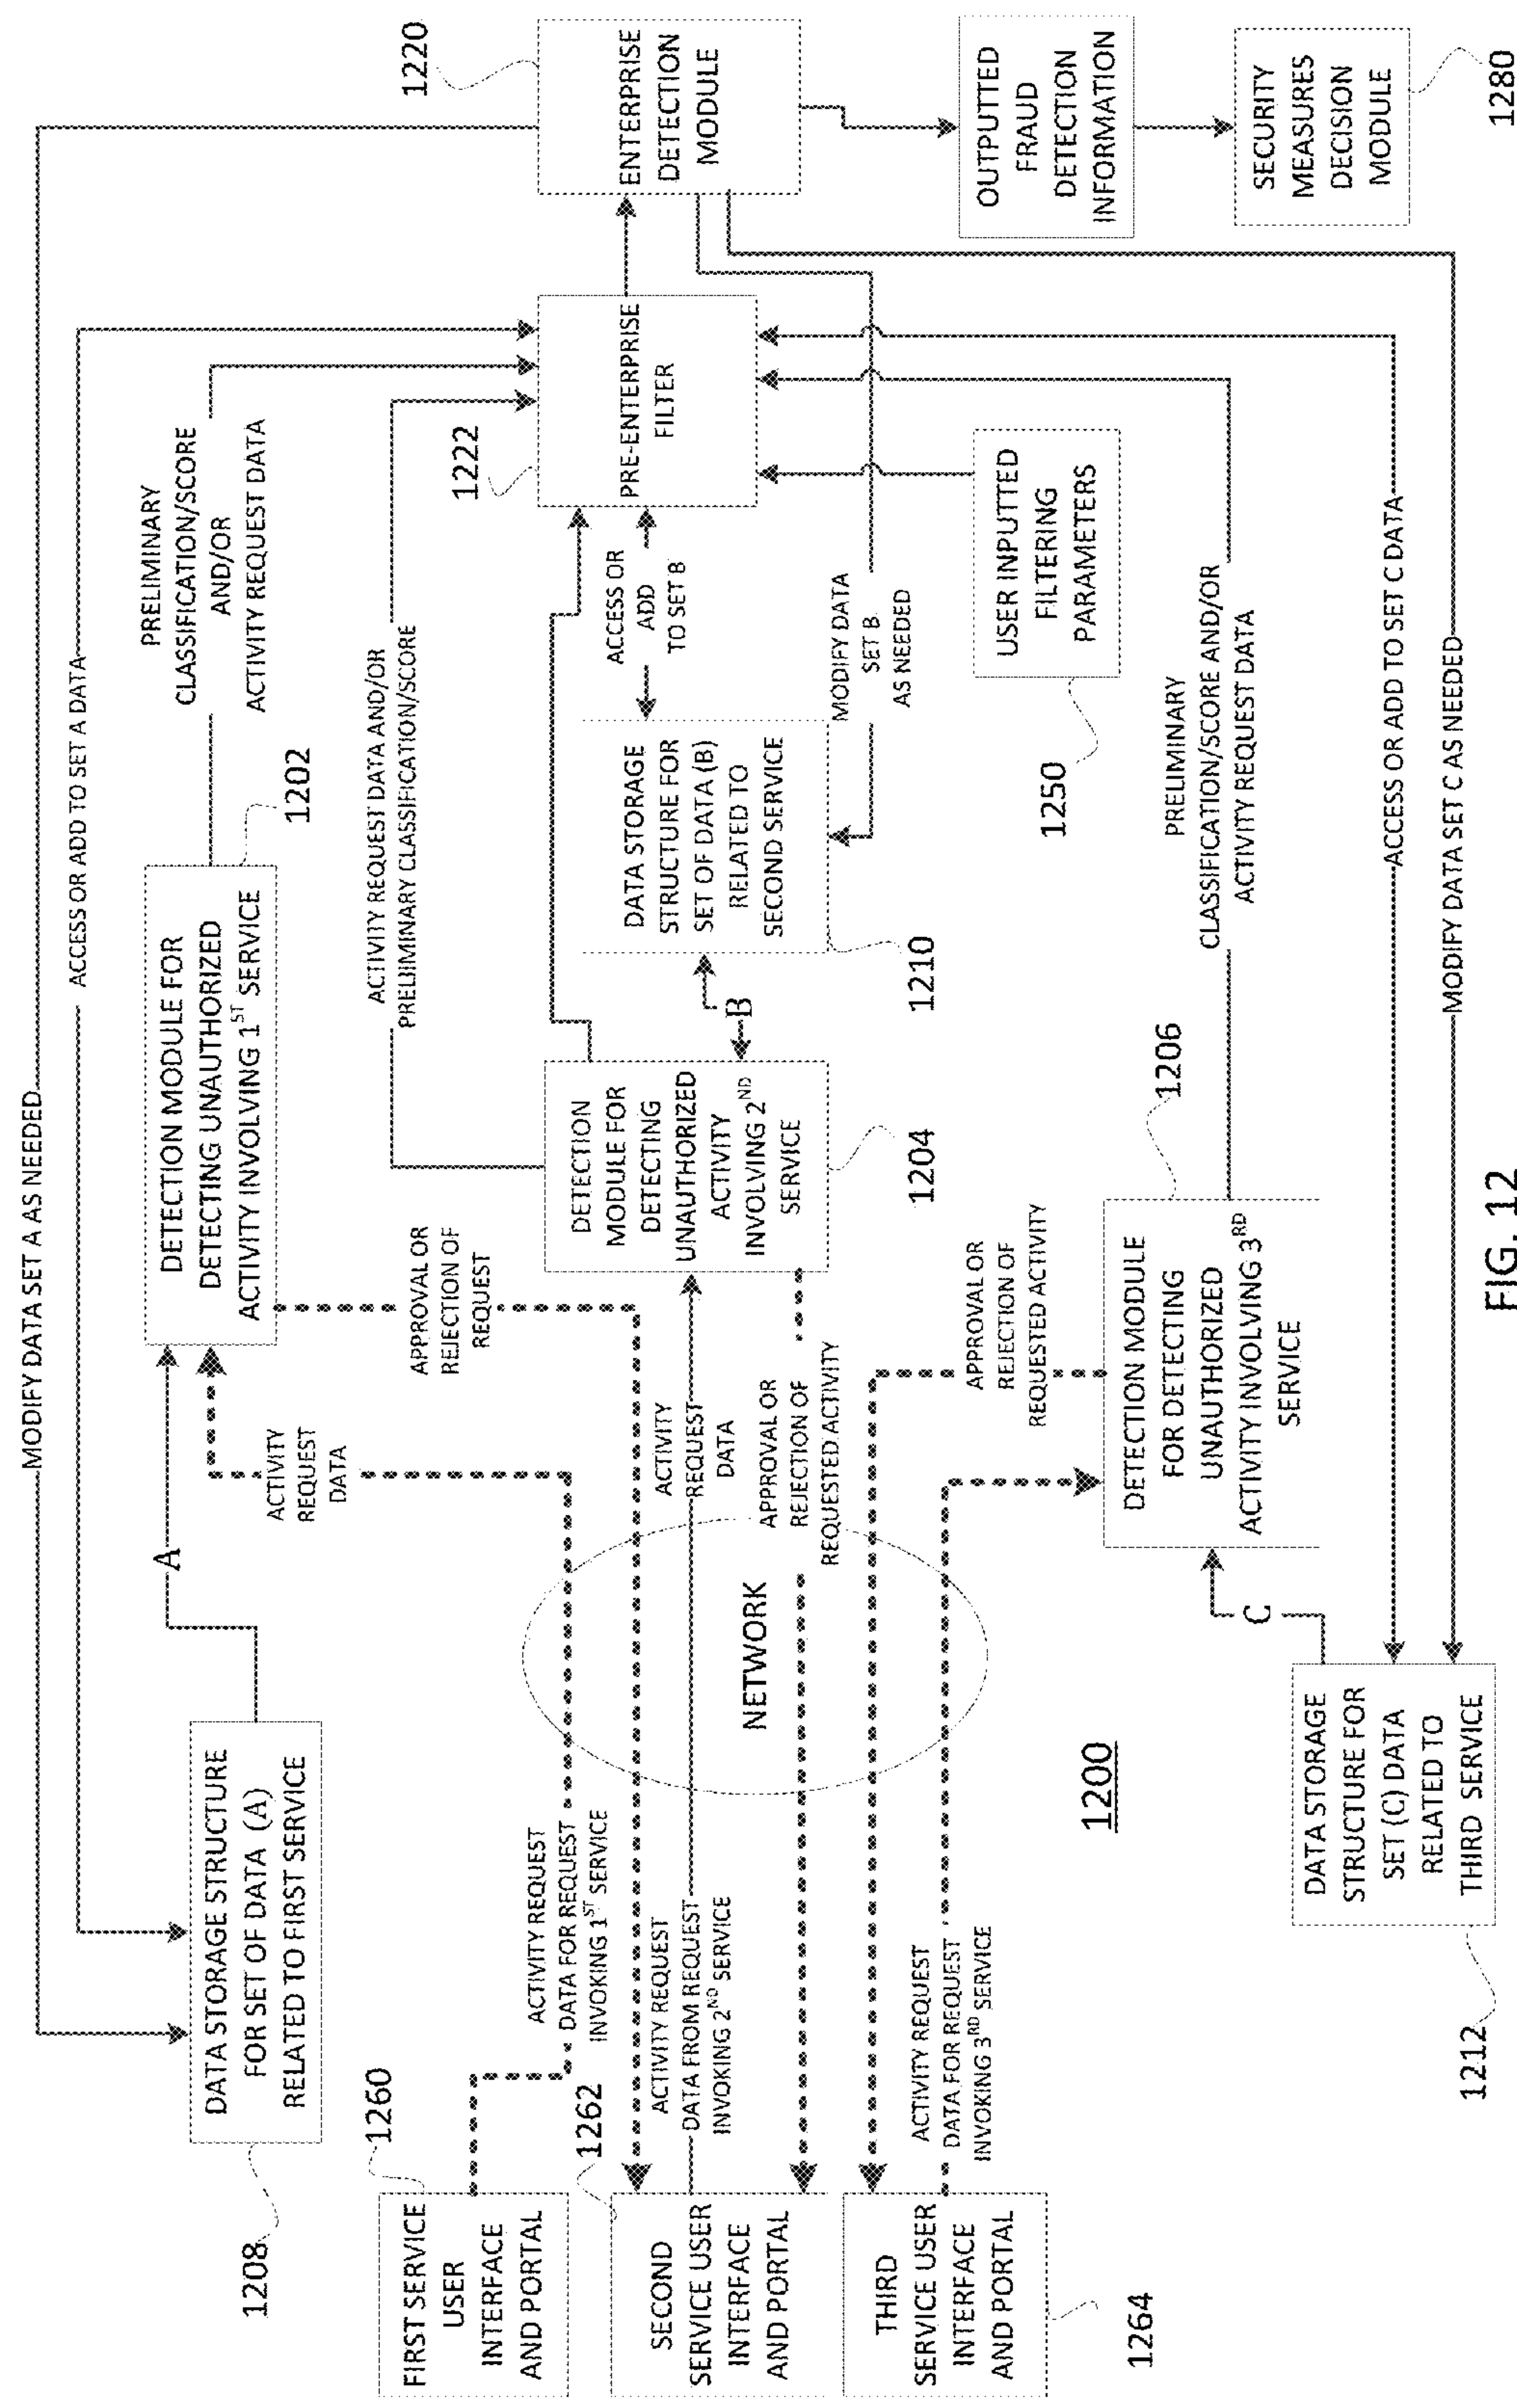 MODIFY DATA SET A AS NEEDED
ACCESS OR ADD TO SET A DATA
1208
DATA STORAGE STRUCTURE
FOR SET OF DATA (A)
RELATED TO FIRST SERVICE
A
ACTIVITY
REQUEST
DATA
DETECTION MODULE FOR
DETECTING UNAUTHORIZED
ACTIVITY INVOLVING 1ST SERVICE
1202
PRELIMINARY
CLASSIFICATION/SCORE
AND/OR
ACTIVITY REQUEST DATA
1220
ENTERPRISE
DETECTION
MODULE
1260
FIRST SERVICE
USER
INTERFACE
AND PORTAL
ACTIVITY REQUEST
DATA FOR REQUEST
INVOKING 1ST SERVICE
APPROVAL OR
REJECTION OF
REQUEST
ACTIVITY REQUEST DATA AND/OR
PRELIMINARY CLASSIFICATION/SCORE
1222
PRE-ENTERPRISE
FILTER
1262
SECOND
SERVICE USER
INTERFACE
AND PORTAL
ACTIVITY REQUEST
DATA FROM REQUEST
INVOKING 2ND SERVICE
NETWORK
ACTIVITY
REQUEST
DATA
APPROVAL OR
REJECTION OF
REQUESTED ACTIVITY
DETECTION
MODULE FOR
DETECTING
UNAUTHORIZED
ACTIVITY
INVOLVING 2ND
SERVICE
1204
B
DATA STORAGE
STRUCTURE FOR
SET OF DATA (B)
RELATED TO
SECOND SERVICE
1210
ACCESS OR
ADD
TO SET B
MODIFY DATA
SET B
AS NEEDED
OUTPUTTED
FRAUD
DETECTION
INFORMATION
THIRD
SERVICE USER
INTERFACE
AND PORTAL
1264
ACTIVITY REQUEST
DATA FOR REQUEST
INVOKING 3RD SERVICE
1200
APPROVAL OR
REJECTION OF
REQUESTED ACTIVITY
1206
DETECTION MODULE
FOR DETECTING
UNAUTHORIZED
ACTIVITY INVOLVING 3RD
SERVICE
USER INPUTTED
FILTERING
PARAMETERS
1250
PRELIMINARY
CLASSIFICATION/SCORE AND/OR
ACTIVITY REQUEST DATA
SECURITY
MEASURES
DECISION
MODULE
1280
C
DATA STORAGE
STRUCTURE FOR
SET (C) DATA
RELATED TO
THIRD SERVICE
1212
ACCESS OR ADD TO SET C DATA
MODIFY DATA SET C AS NEEDED
FIG. 12